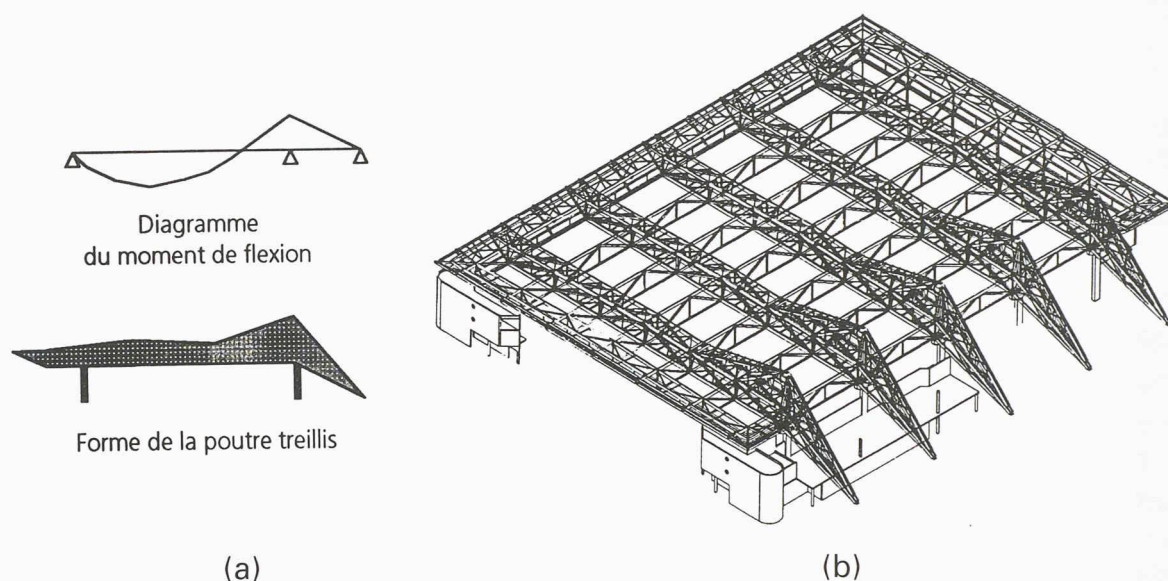 Diagramme
du moment de flexion
Forme de la poutre treillis
(a)
(b)